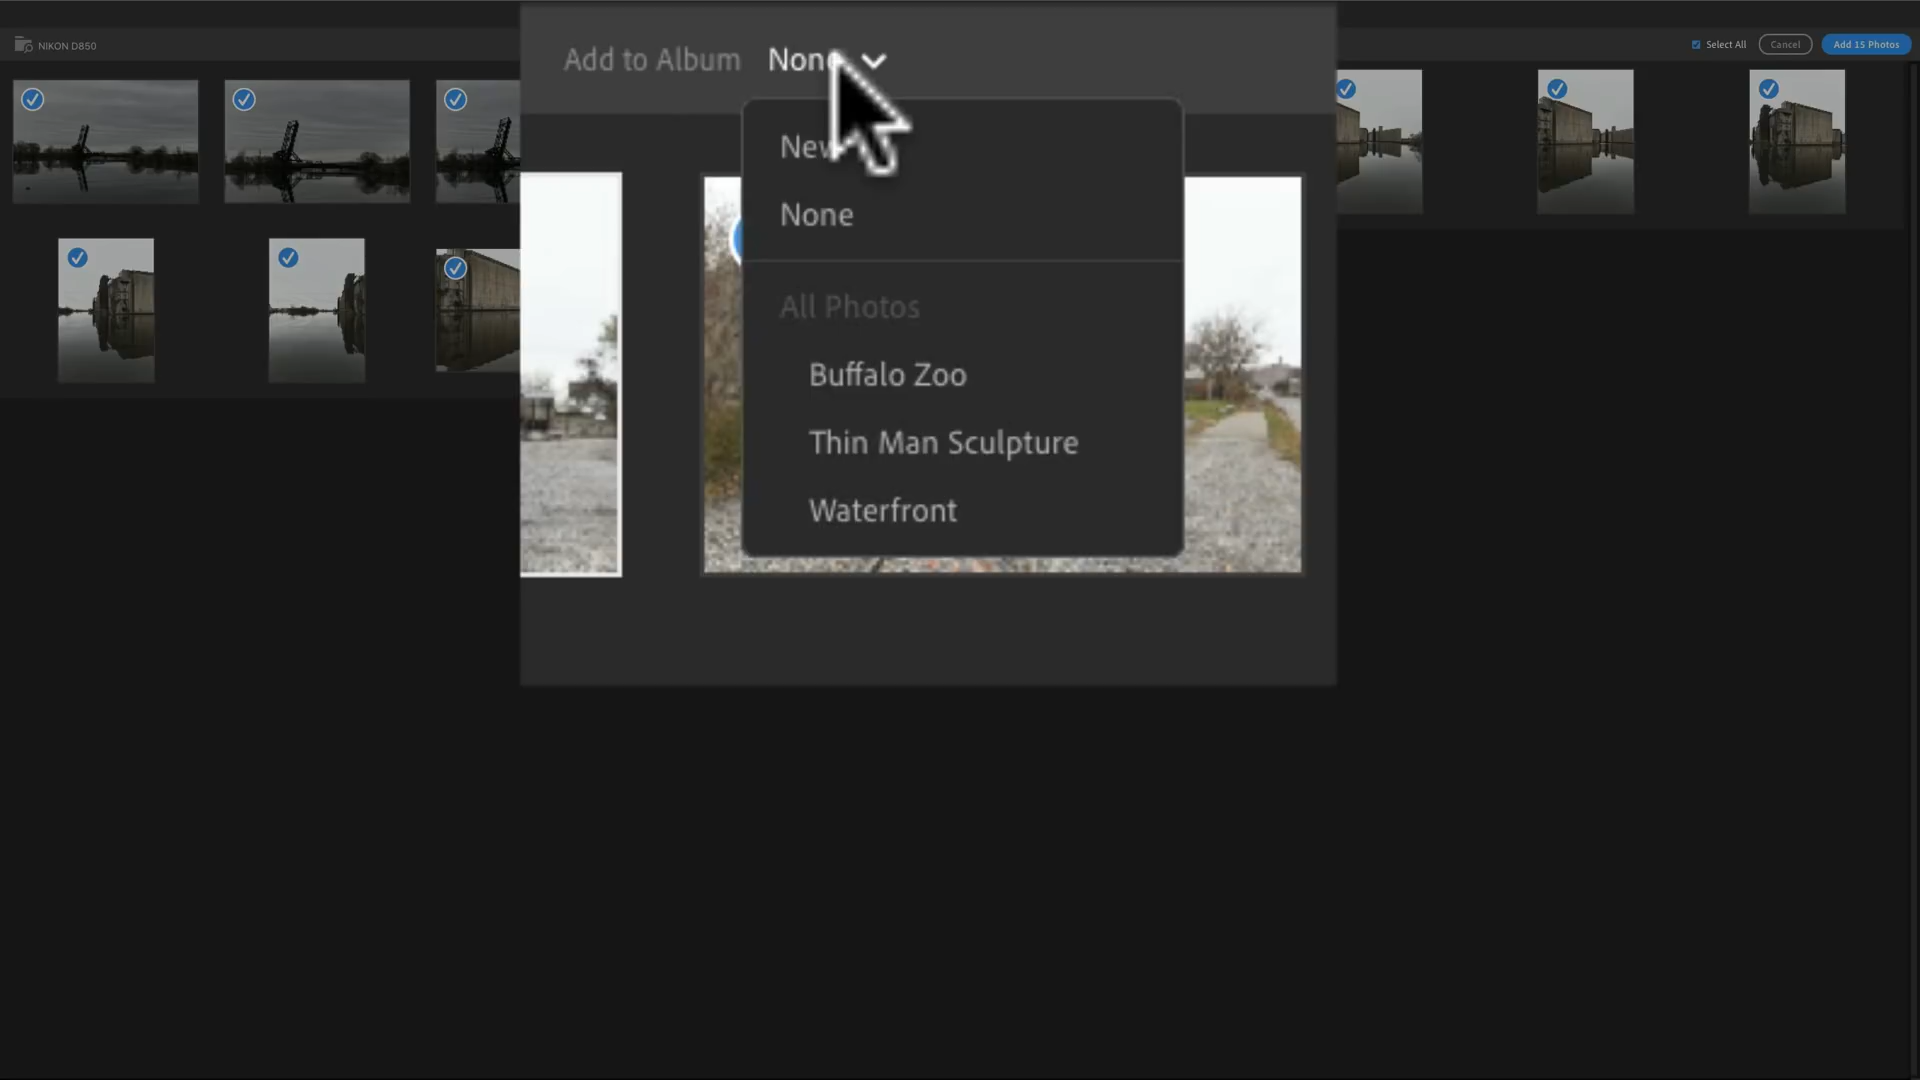 NIKON D850
Add to Album None
Select All
Cancel
Add 15 Photos
None
All Photos
Buffalo Zoo
Thin Man Sculpture
Waterfront